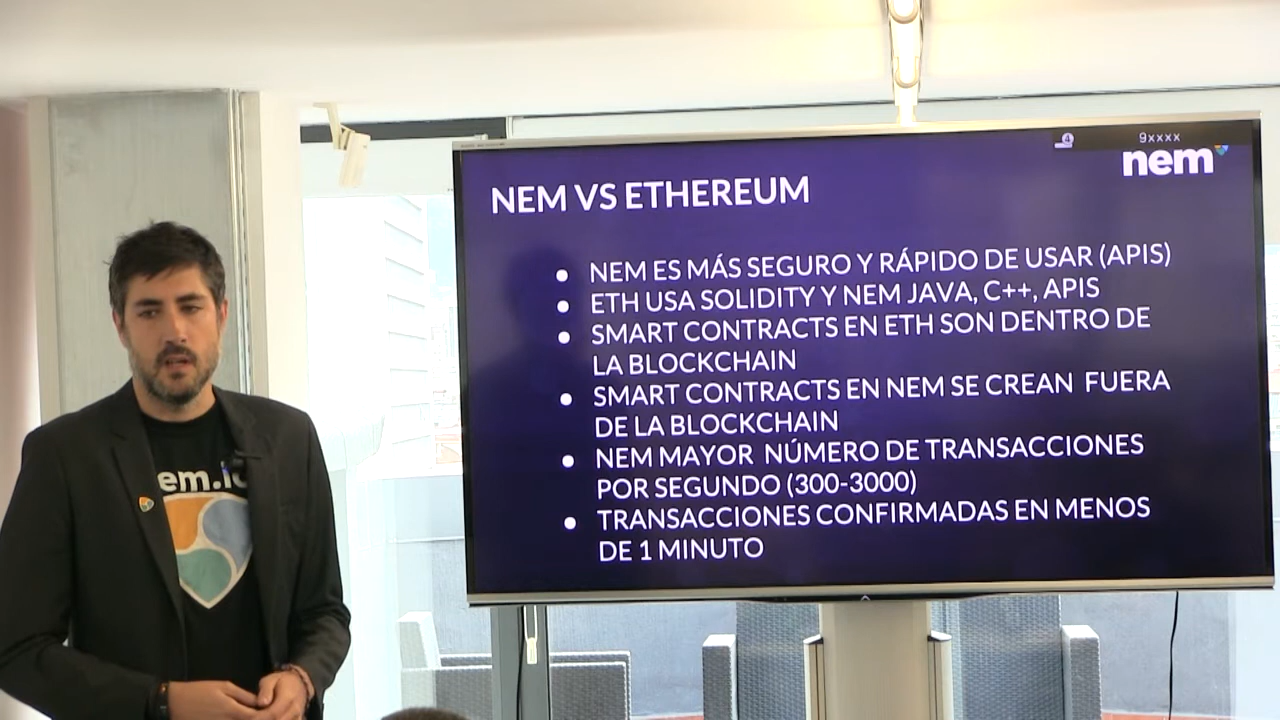 9xxxx
nem
NEM VS ETHEREUM
● NEM ES MÁS SEGURO Y RÁPIDO DE USAR (APIS)
● ETH USA SOLIDITY Y NEM JAVA, C++, APIS
● SMART CONTRACTS EN ETH SON DENTRO DE
LA BLOCKCHAIN
● SMART CONTRACTS EN NEM SE CREAN FUERA
DE LA BLOCKCHAIN
● NEM MAYOR NÚMERO DE TRANSACCIONES
POR SEGUNDO (300-3000)
● TRANSACCIONES CONFIRMADAS EN MENOS
DE 1 MINUTO
em.i